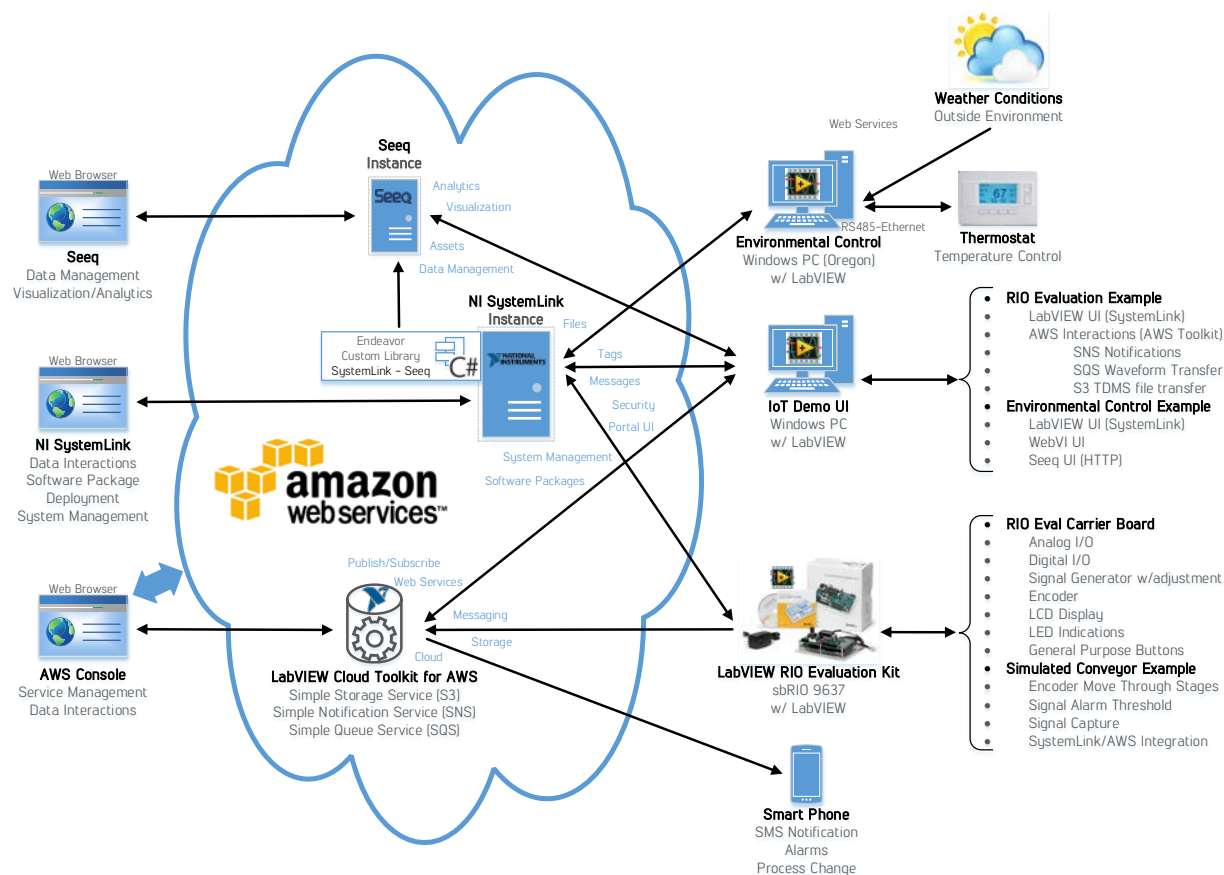 Weather Conditions
Outside Environment
Web Services
RS485-Ethernet
Environmental Control
Windows PC (Oregon)
w/ LabVIEW
67
Thermostat
Temperature Control
Web Browser
Seeq
Data Management
Visualization/Analytics
Seeq
Instance
Seeq
Analytics
Visualization
Assets
Data Management
NI SystemLink
Instance
NATIONAL
INSTRUMENTS
Endeavor
Custom Library
SystemLink - Seeq
C#
Files
Tags
Messages
Security
Portal UI
System Management
Software Packages
IoT Demo UI
Windows PC
w/ LabVIEW
• RIO Evaluation Example
• LabVIEW UI (SystemLink)
• AWS Interactions (AWS Toolkit)
• SNS Notifications
• SQS Waveform Transfer
• S3 TDMS file transfer
• Environmental Control Example
• LabVIEW UI (SystemLink)
• WebVI UI
• Seeq UI (HTTP)
Web Browser
NI SystemLink
Data Interactions
Software Package
Deployment
System Management
amazon
web services™
Web Browser
AWS Console
Service Management
Data Interactions
Publish/Subscribe
Web Services
Messaging
Storage
Cloud
LabVIEW Cloud Toolkit for AWS
Simple Storage Service (S3)
Simple Notification Service (SNS)
Simple Queue Service (SQS)
LabVIEW RIO Evaluation Kit
sbRIO 9637
w/ LabVIEW
• RIO Eval Carrier Board
• Analog I/O
• Digital I/O
• Signal Generator w/adjustment
• Encoder
• LCD Display
• LED Indications
• General Purpose Buttons
• Simulated Conveyor Example
• Encoder Move Through Stages
• Signal Alarm Threshold
• Signal Capture
• SystemLink/AWS Integration
Smart Phone
SMS Notification
Alarms
Process Change